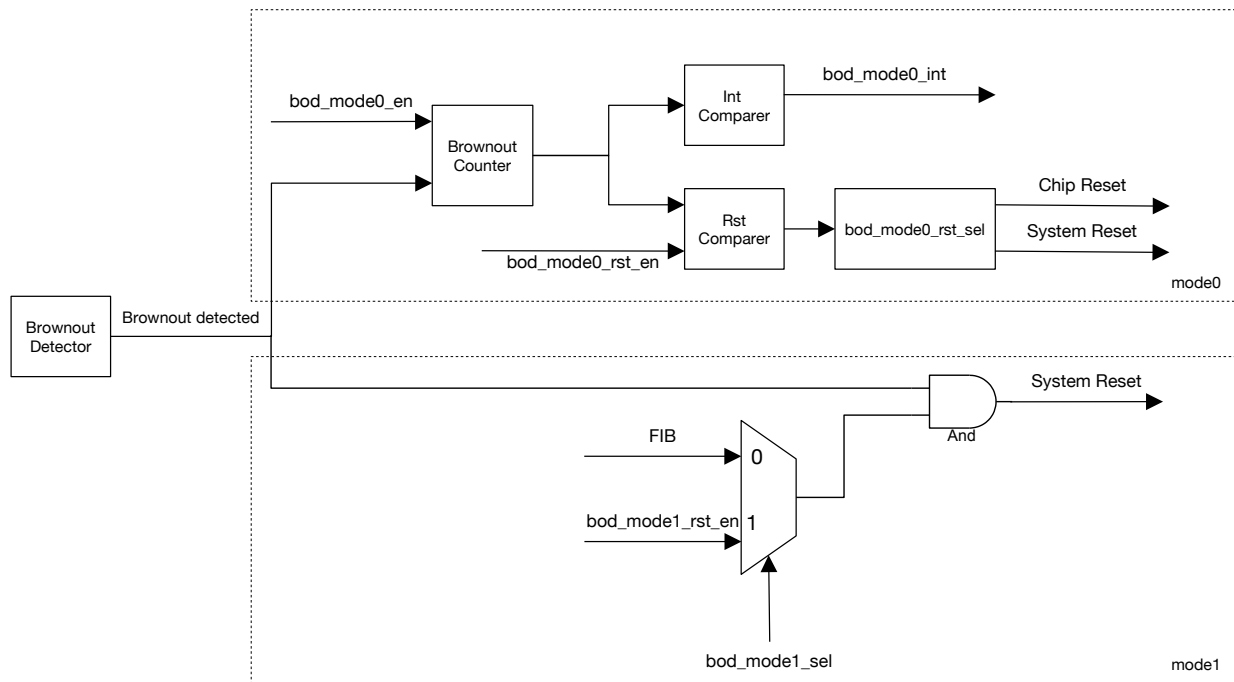 bod_mode0_en
Brownout
Counter
Int
Comparer
bod_mode0_int
Rst
Comparer
bod_mode0_rst_en
bod_mode0_rst_sel
Chip Reset
System Reset
mode0
Brownout
Detector
Brownout detected
System Reset
And
FIB
0
bod_mode1_rst_en
1
bod_mode1_sel
mode1